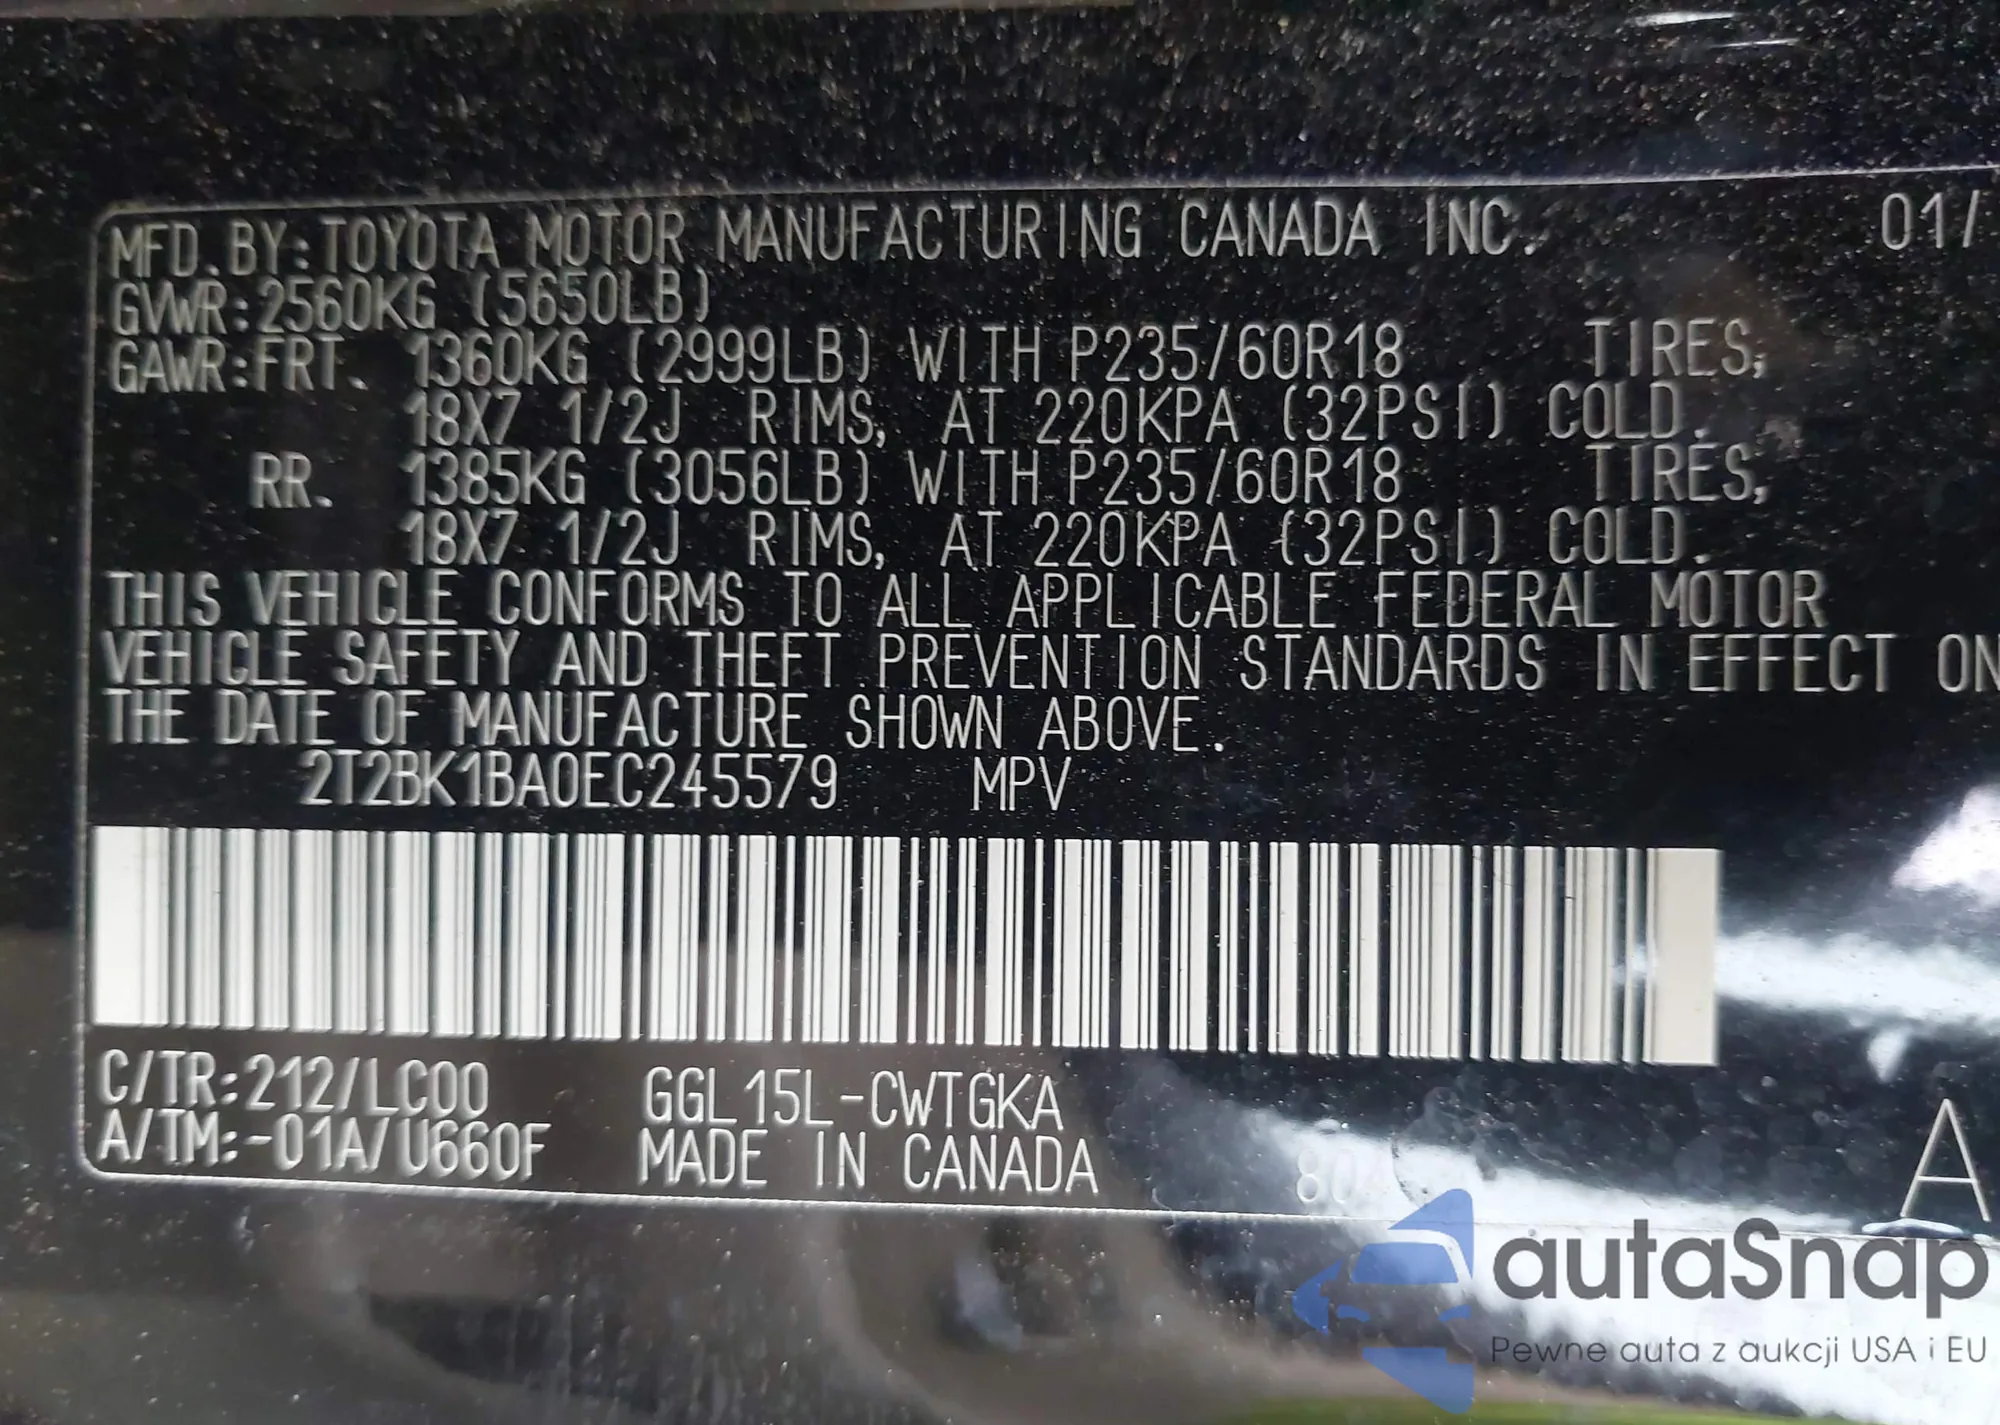 MFD. BY: TOYOTA MOTOR MANUFACTURING CANADA INC. 01/
GVWR: 2560KG (5650LB)
GAWR: FRT. 1360KG (2999LB) WITH P235/60R18 TIRES,
18X7 1/2J RIMS, AT 220KPA (32PSI) COLD.
RR. 1385KG (3056LB) WITH P235/60R18 TIRES,
18X7 1/2J RIMS, AT 220KPA (32PSI) COLD.
THIS VEHICLE CONFORMS TO ALL APPLICABLE FEDERAL MOTOR
VEHICLE SAFETY AND THEFT PREVENTION STANDARDS IN EFFECT ON
THE DATE OF MANUFACTURE SHOWN ABOVE.
2T2BK1BA0EC245579 MPV
C/TR: 212/LC00 GGL15L-CWTGKA
A/TM: -01A/U660F MADE IN CANADA
A
autaSnap
Pewne auta z aukcji USA i EU